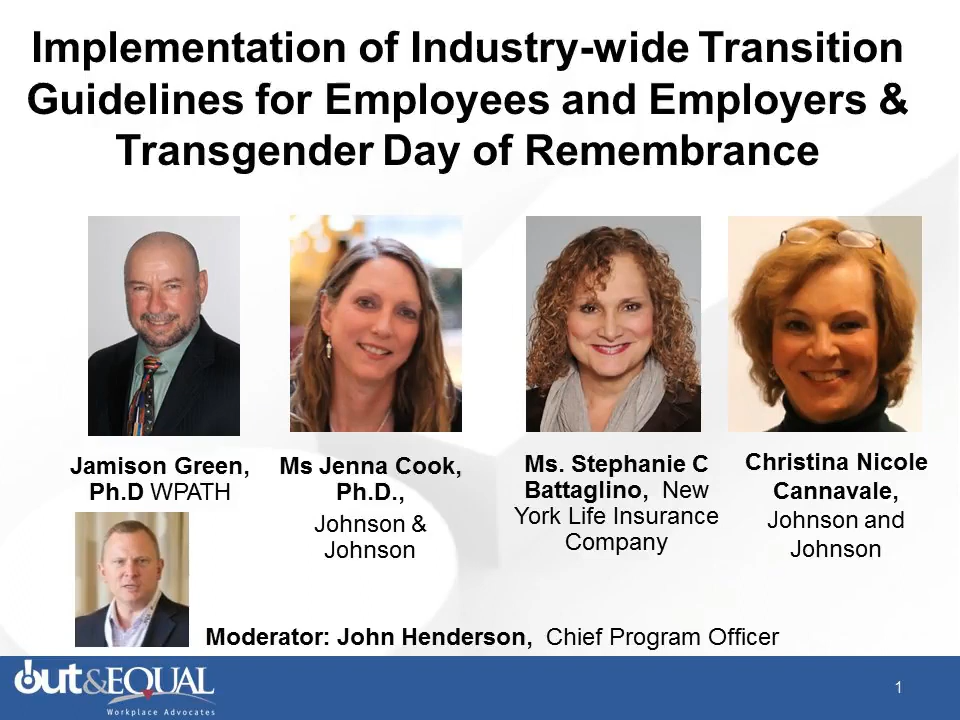 Implementation of Industry-wide Transition
Guidelines for Employees and Employers &
Transgender Day of Remembrance
Jamison Green,
Ph.D WPATH
Ms Jenna Cook,
Ph.D.,
Johnson &
Johnson
Ms. Stephanie C
Battaglino, New
York Life Insurance
Company
Christina Nicole
Cannavale,
Johnson and
Johnson
Moderator: John Henderson, Chief Program Officer
Out&EQUAL
Workplace Advocates
1